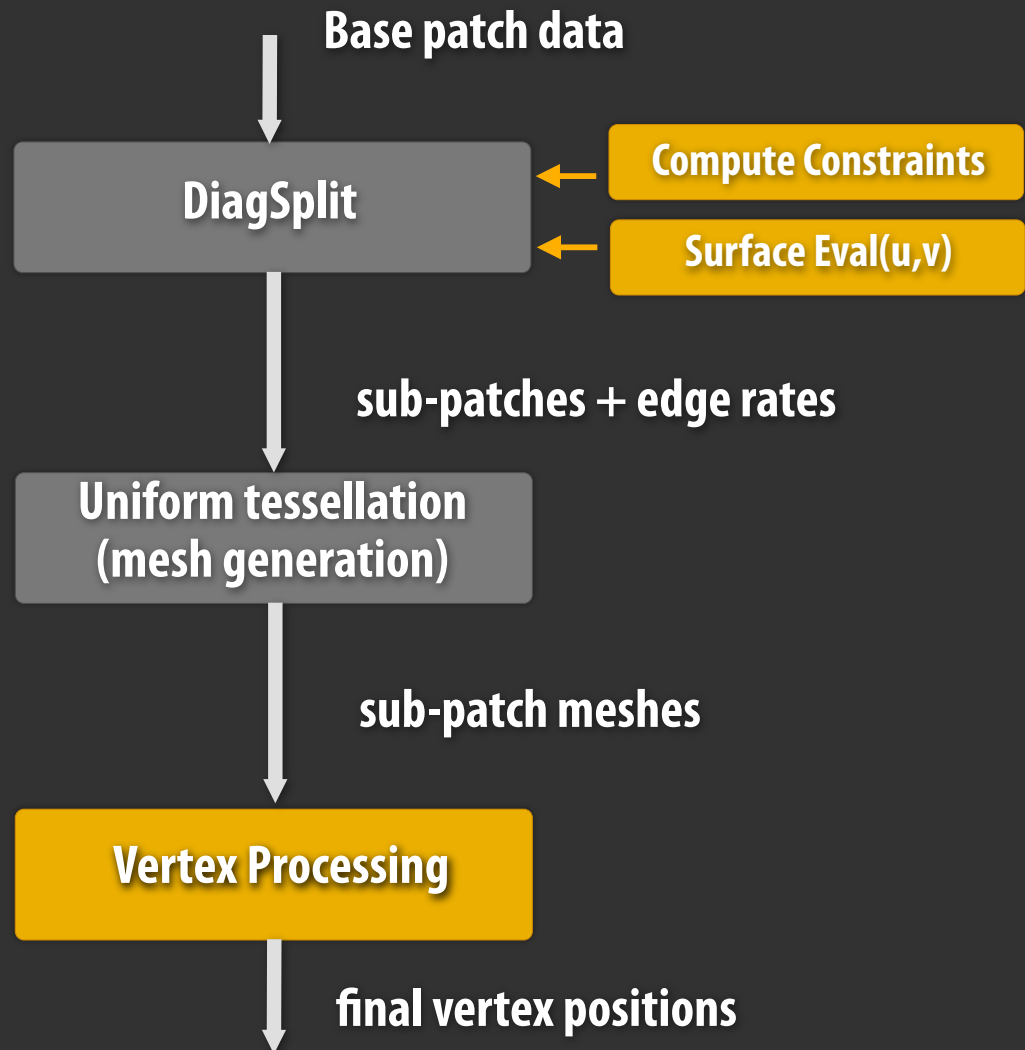 Base patch data
Compute Constraints
DiagSplit
Surface Eval(u,v)
sub-patches + edge rates
Uniform tessellation
(mesh generation)
sub-patch meshes
Vertex Processing
final vertex positions